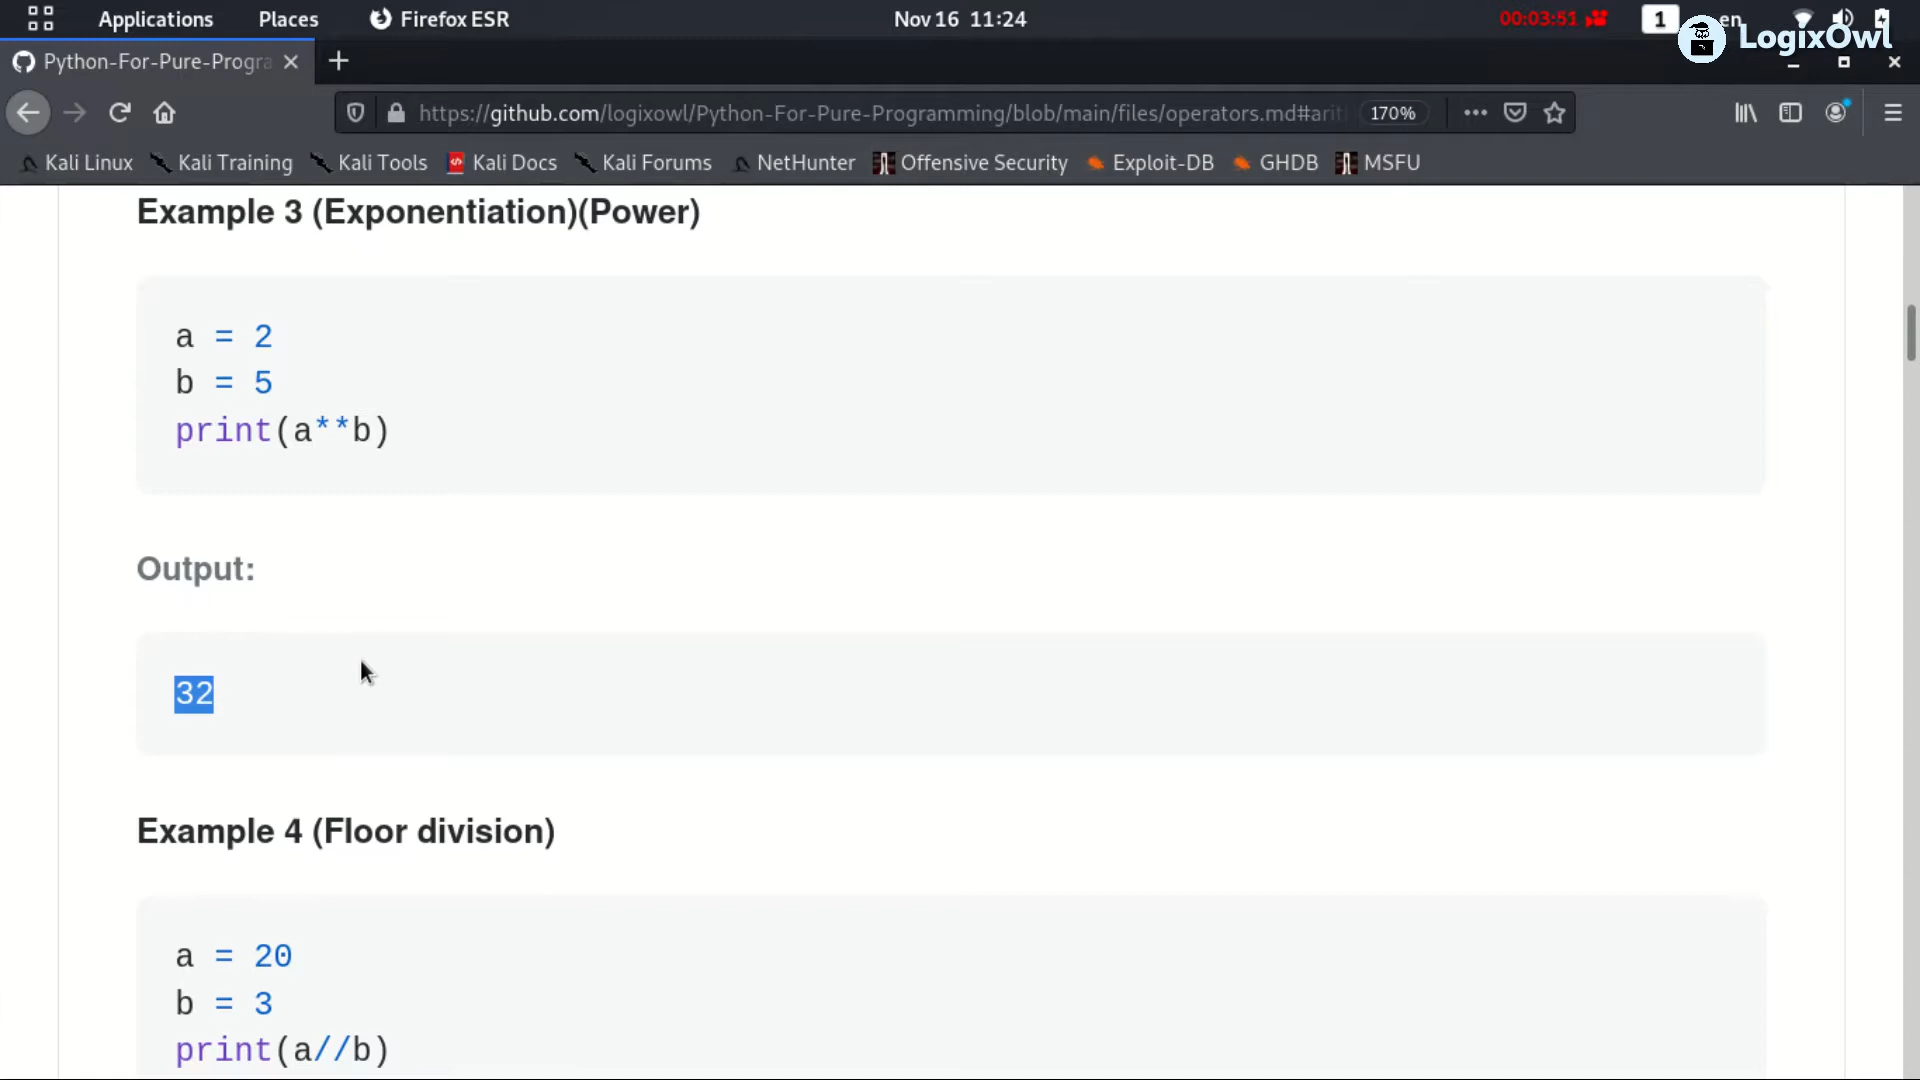 Applications Places Firefox ESR Nov 16 11:24 00:03:51 1 en
LogixOwl
Python-For-Pure-Progra
https://github.com/logixowl/Python-For-Pure-Programming/blob/main/files/operators.md#arit 170%
Kali Linux Kali Training Kali Tools Kali Docs Kali Forums NetHunter Offensive Security Exploit-DB GHDB MSFU
Example 3 (Exponentiation)(Power)
a = 2
b = 5
print(a**b)
Output:
32
Example 4 (Floor division)
a = 20
b = 3
print(a//b)